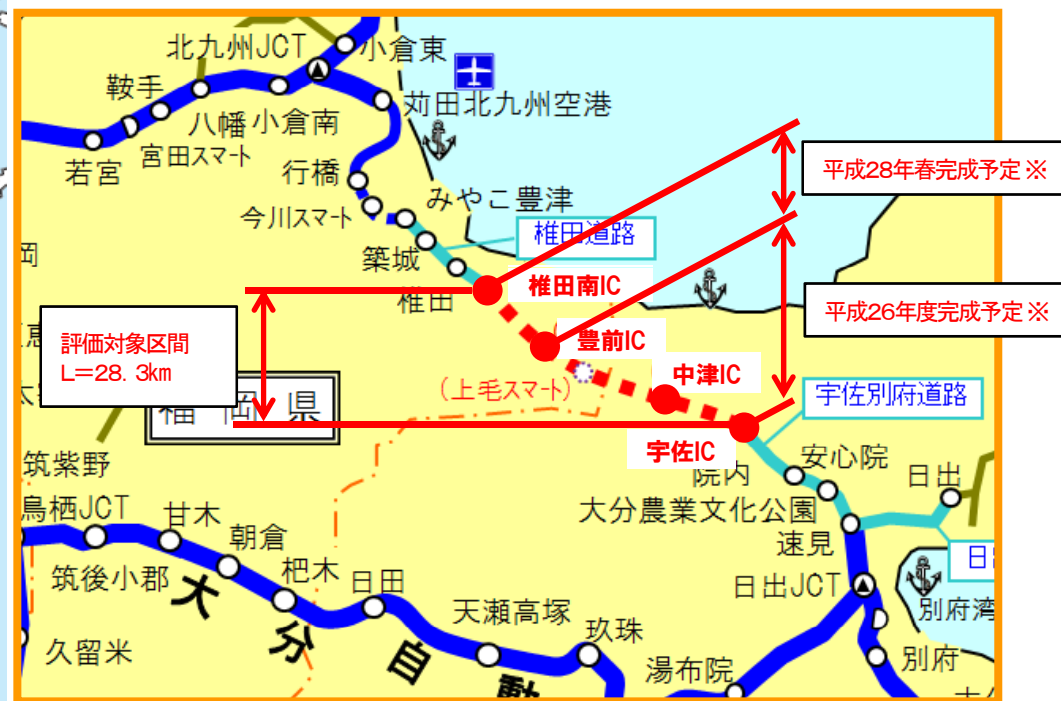 北九州JCT
小倉東
鞍手
八幡
小倉南
苅田北九州空港
若宮
宮田スマート
行橋
平成28年春完成予定※
今川スマート
みやこ豊津
椎田道路
岡
築城
椎田
椎田南IC
平成26年度完成予定※
評価対象区間
L=28.3km
豊前IC
中津IC
(上毛スマート)
宇佐別府道路
福岡県
宇佐IC
筑紫野
院内
安心院
日出
鳥栖JCT
甘木
大分農業文化公園
朝倉
速見
筑後小郡
杷木
日田
日出JCT
別府湾
大分自動
天瀬高塚
玖珠
久留米
湯布院
別府